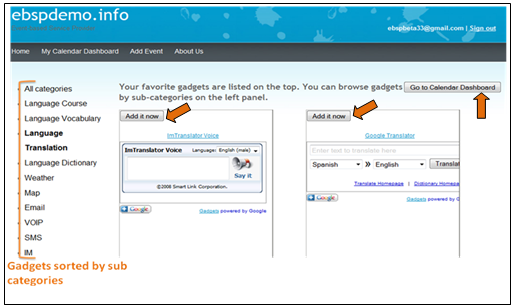 ebspdemo.info
ebspbeta33@gmail.com | Sign out
Home My Calendar Dashboard Add Event About Us
All categories
Language Course
Language Vocabulary
Language
Translation
Language Dictionary
Weather
Map
Email
VOIP
SMS
IM
Gadgets sorted by sub
categories
Your favorite gadgets are listed on the top. You can browse gadgets
by sub-categories on the left panel.
Go to Calendar Dashboard
Add it now
ImTranslator Voice
ImTranslator Voice Language: English (male)
Say it
©2008 Smart Link Corporation.
Google
Gadgets powered by Google
Add it now
Google Translator
Enter text to translate here
Spanish » English Translat
Translate Homepage | Dictionary Homepage
Google
Gadgets powered by G